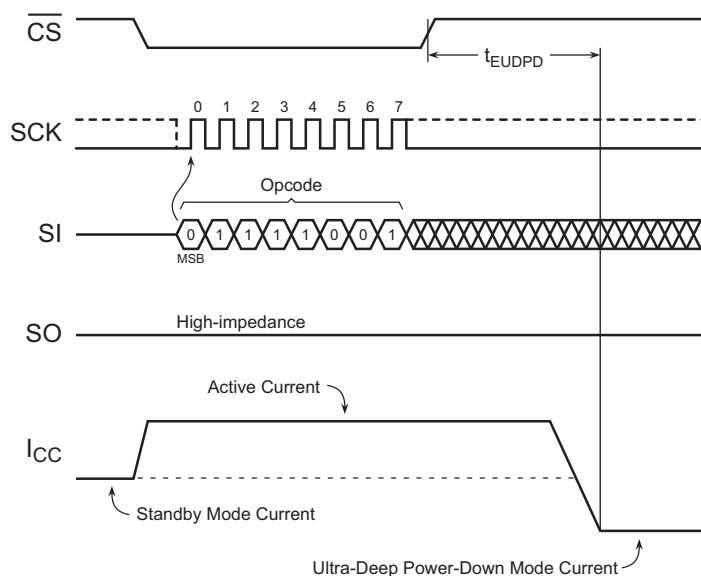 CS
tEUDPD
0 1 2 3 4 5 6 7
SCK
Opcode
SI
0 1 1 1 1 0 0 1
MSB
High-impedance
SO
Active Current
ICC
Standby Mode Current
Ultra-Deep Power-Down Mode Current